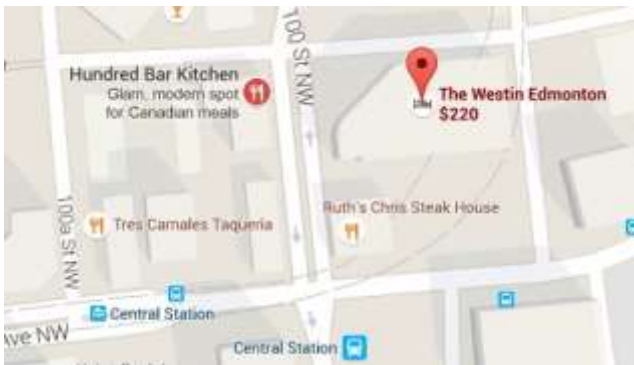 100 St NW
Hundred Bar Kitchen
Glam, modern spot
for Canadian meals
The Westin Edmonton
$220
Ruth's Chris Steak House
100a St NW
Tres Carnales Taqueria
Central Station
Ave NW
Central Station